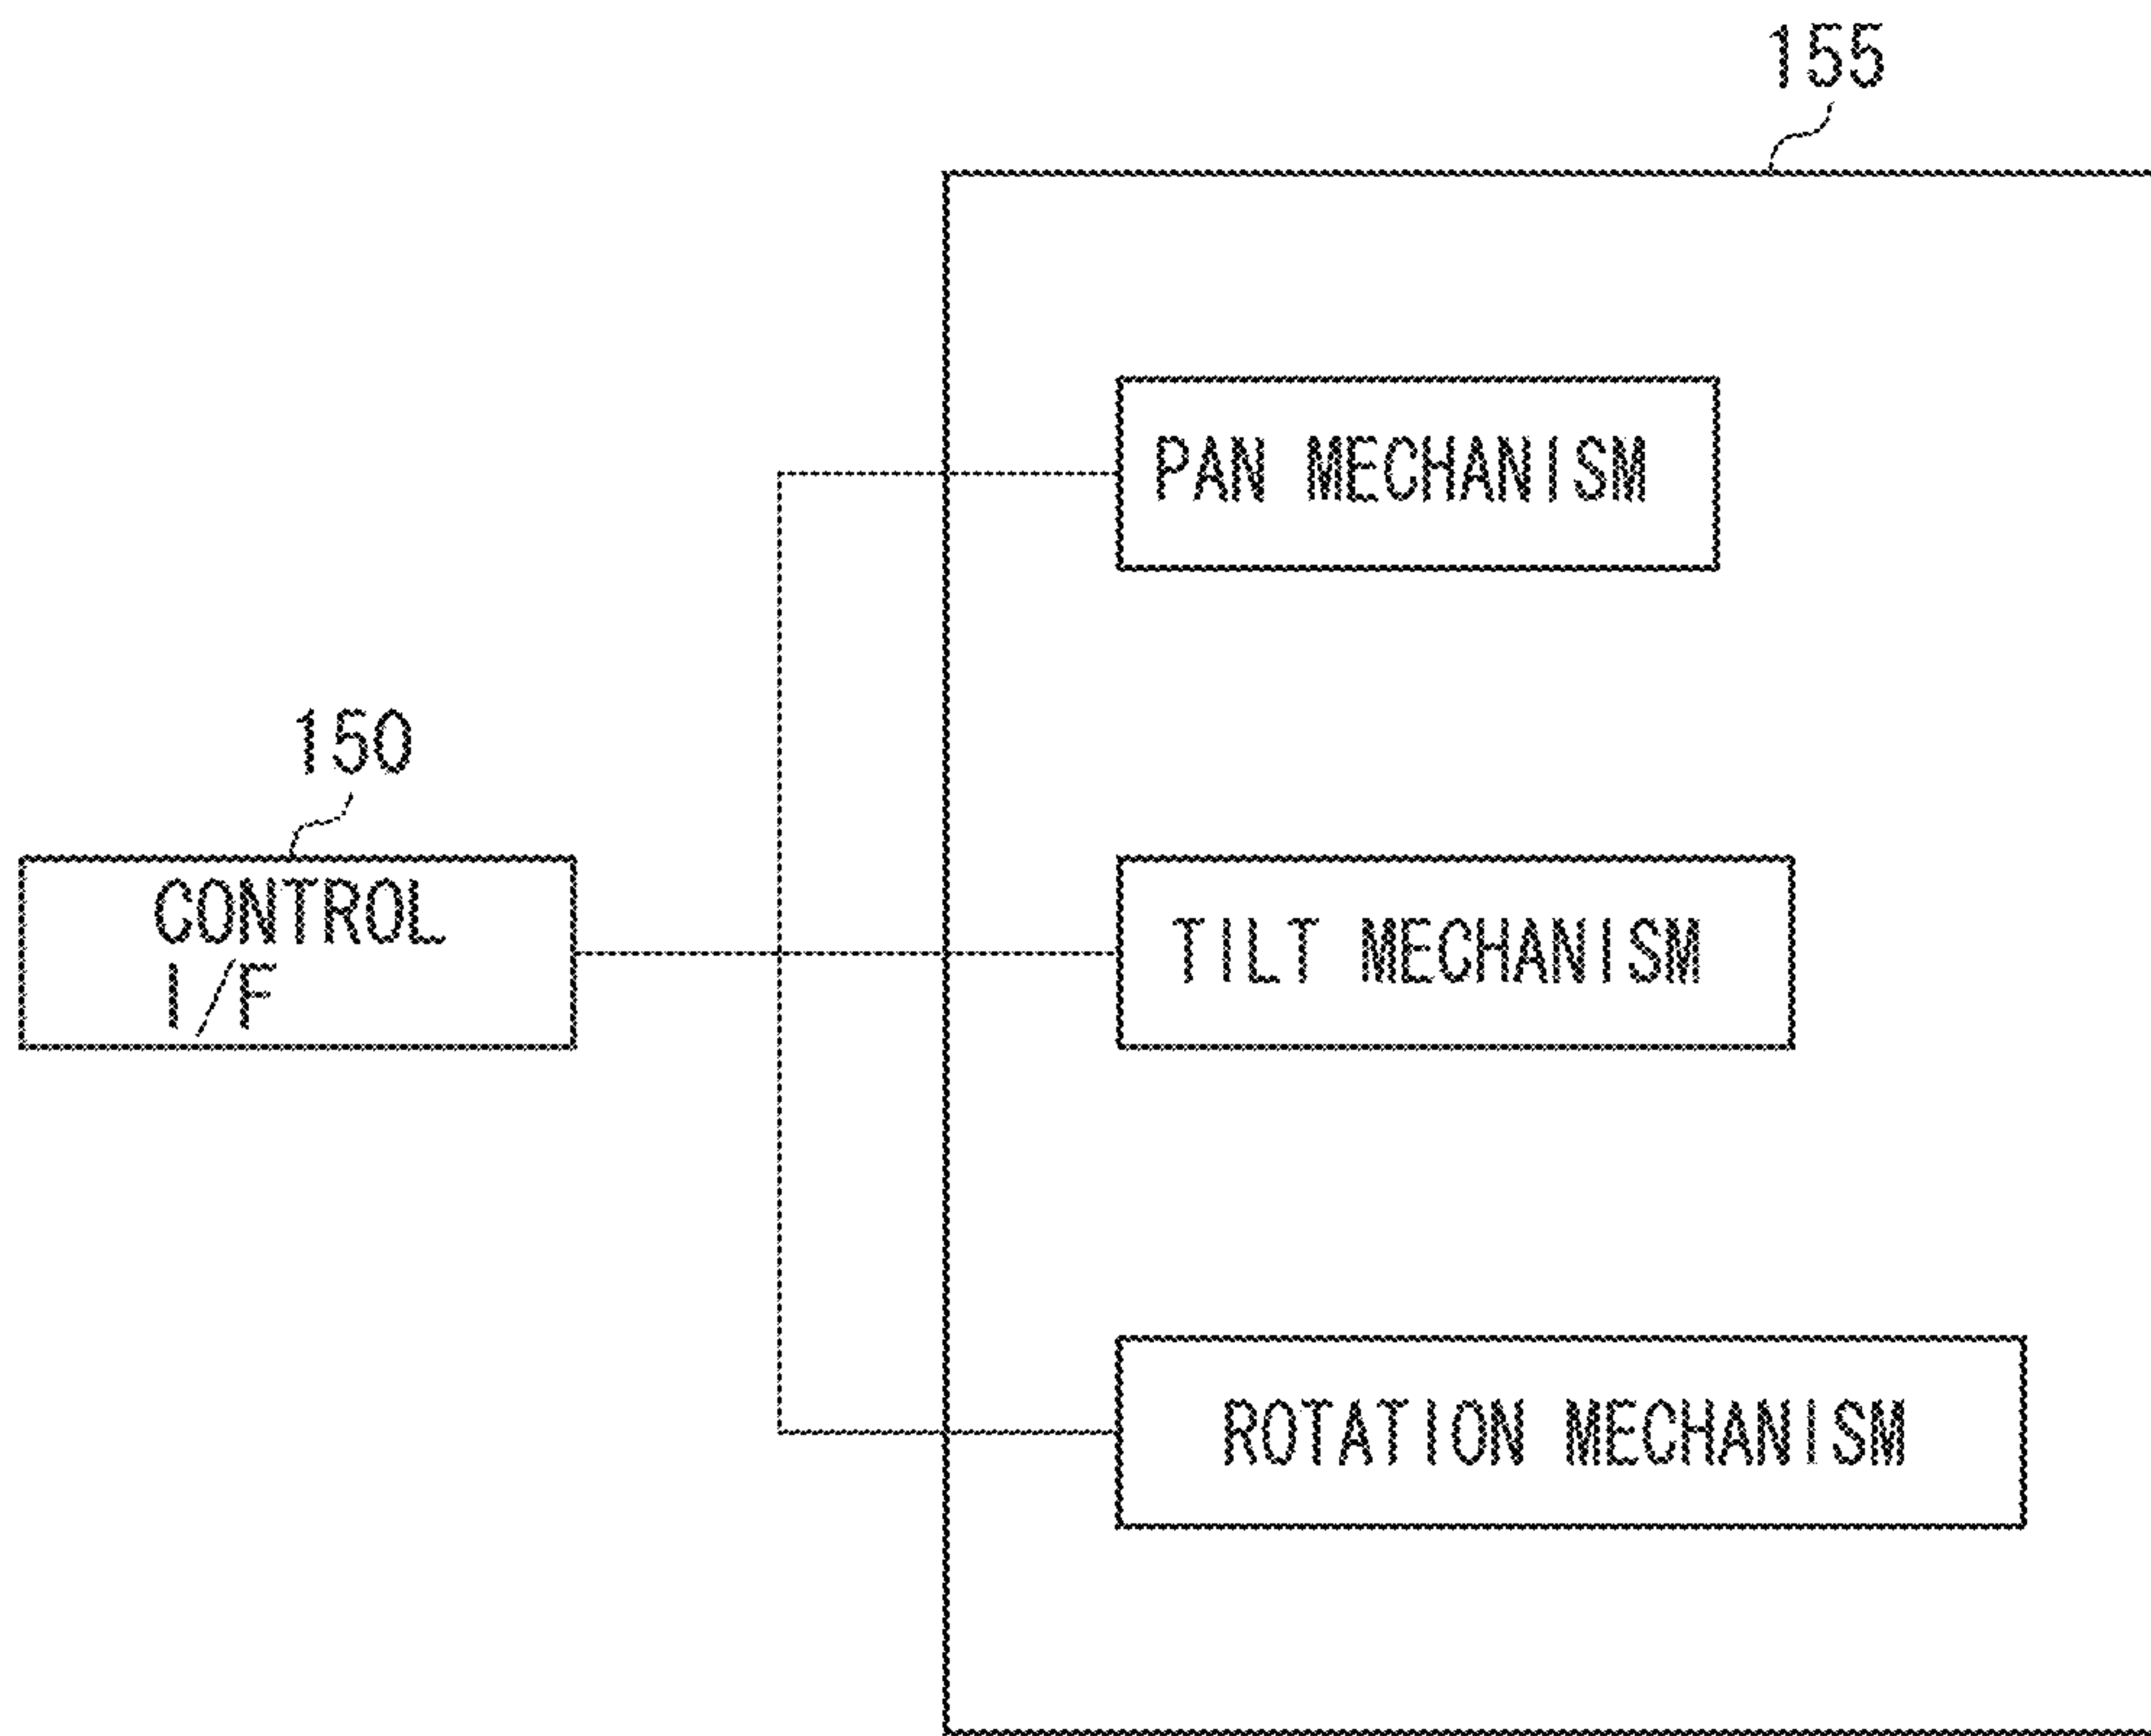 155
PAN MECHANISM
150
CONTROL
I/F
TILT MECHANISM
ROTATION MECHANISM